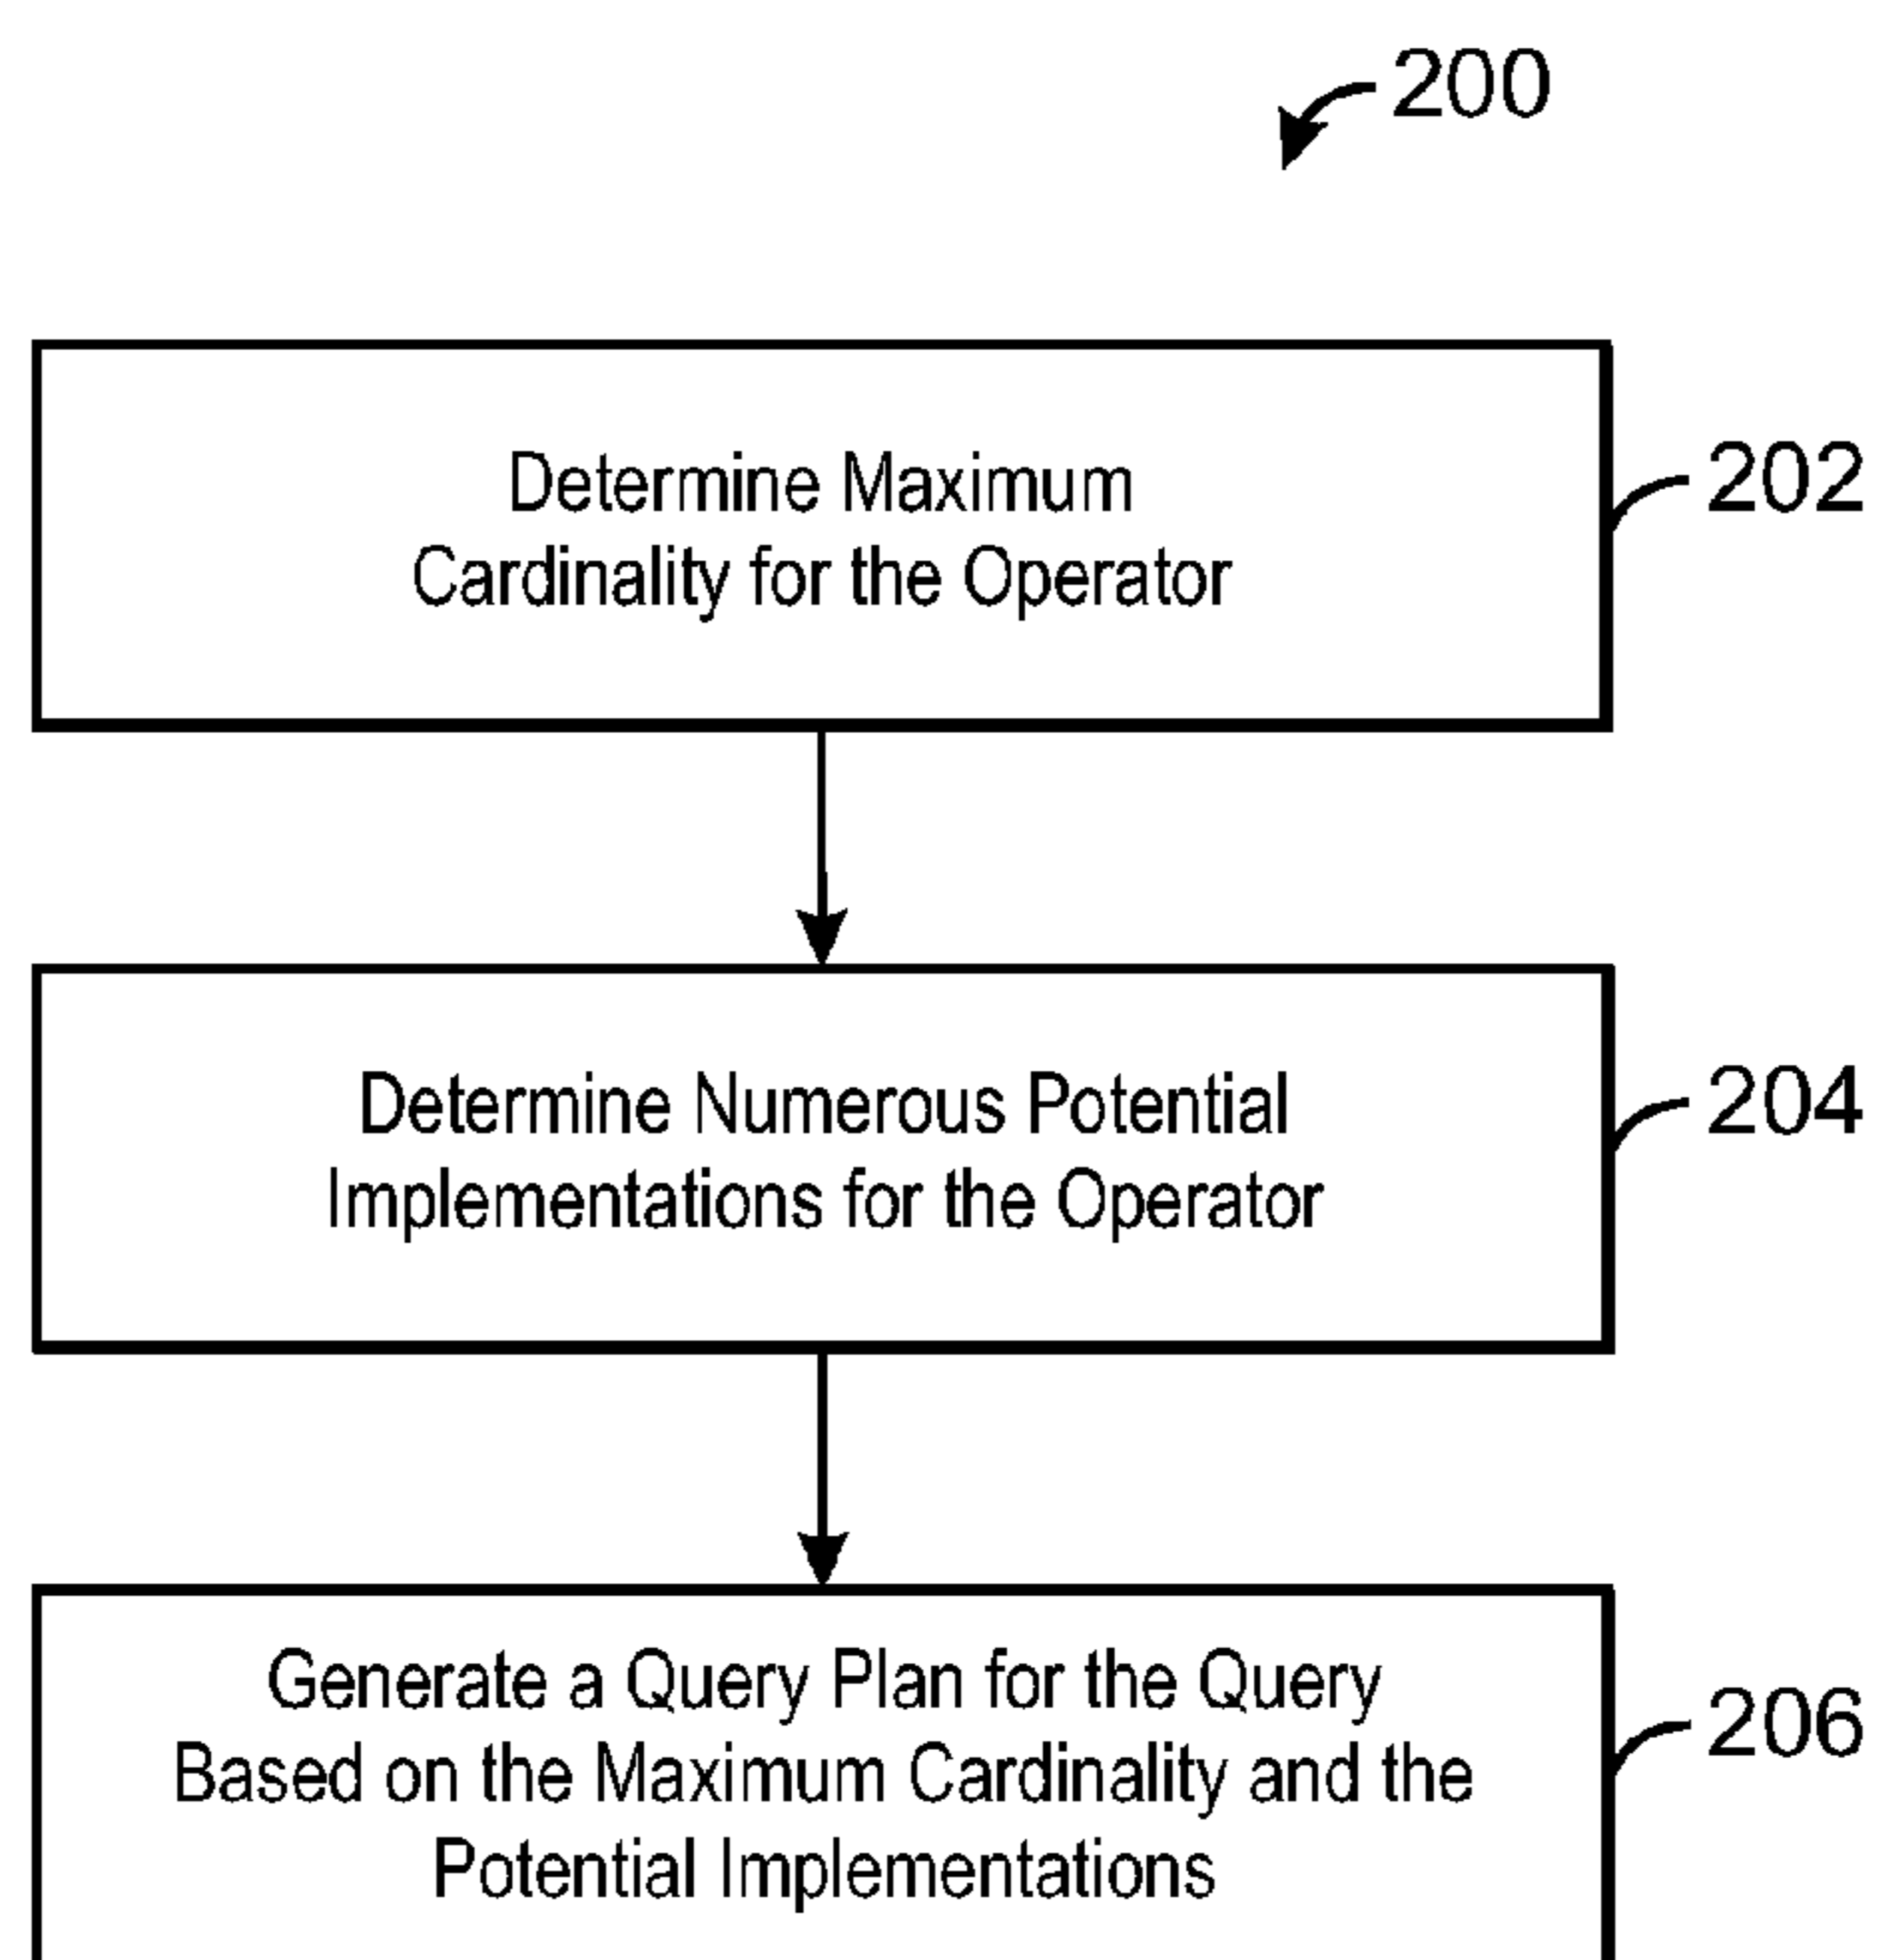 200
Determine Maximum
Cardinality for the Operator
202
Determine Numerous Potential
Implementations for the Operator
204
Generate a Query Plan for the Query
Based on the Maximum Cardinality and the
Potential Implementations
206